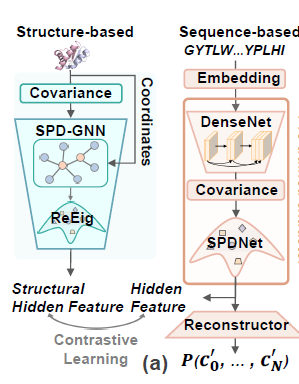 Structure-based
Covariance
SPD-GNN
Coordinates
ReEig
Structural
Hidden Feature
Sequence-based
GYTLW...YPLHI
Embedding
DenseNet
Covariance
SPDNet
Hidden
Feature
Reconstructor
Contrastive
Learning
(a)
P(C′₀, ... , C′_N)